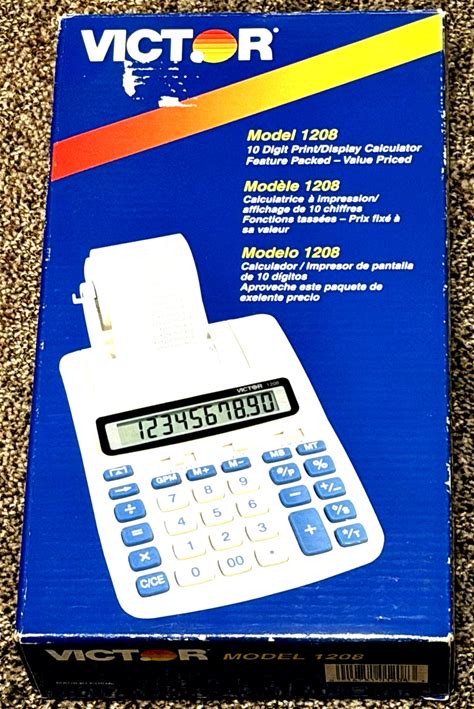 VICTOR
Model 1208
10 Digit Print/Display Calculator
Feature Packed – Value Priced
Modèle 1208
Calculatrice à impression/
affichage de 10 chiffres
Fonctions tassées – Prix fixé à
sa valeur
Modelo 1208
Calculador / Impresor de pantalla
de 10 dígitos
Aproveche este paquete de
exelente precio
VICTOR 1208
1234567890
GPM M+ M– MS MT
7 8 9 %
÷ 4 5 6 – +/–
= 1 2 3 +
× 0 00 •
C/CE
VICTOR MODEL 1208